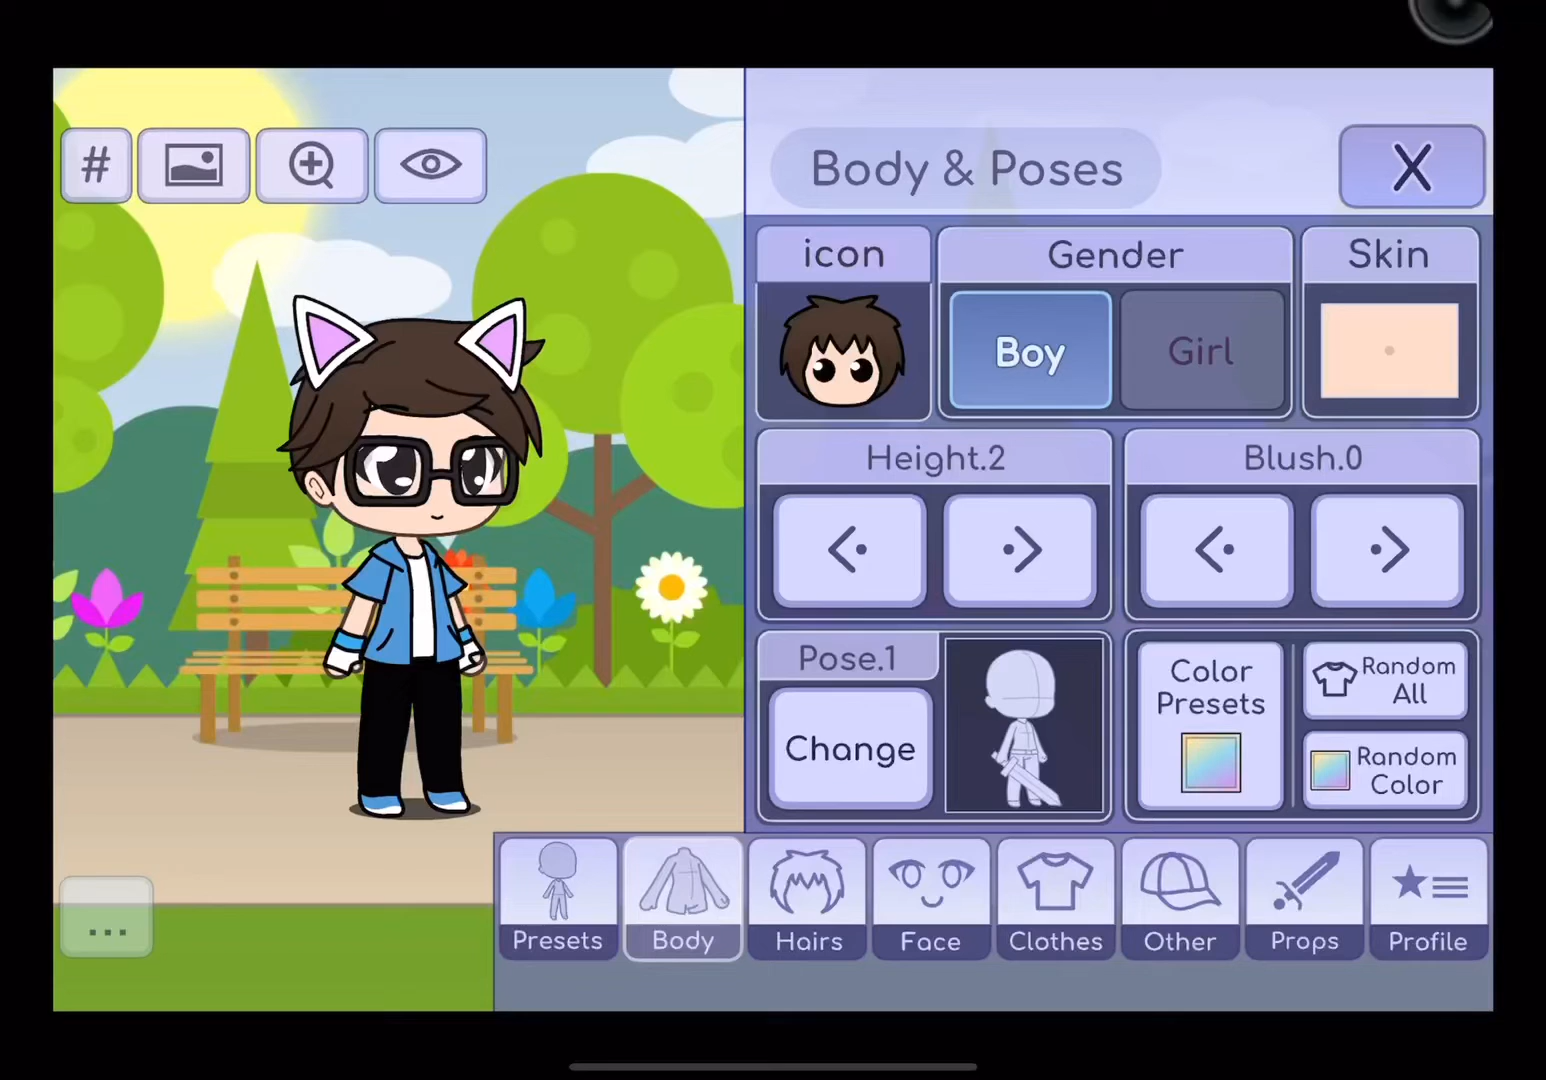 #
Body & Poses
X
icon
Gender
Skin
Boy
Girl
Height.2
Blush.0
Pose.1
Change
Color
Presets
Random
All
Random
Color
...
Presets
Body
Hairs
Face
Clothes
Other
Props
Profile